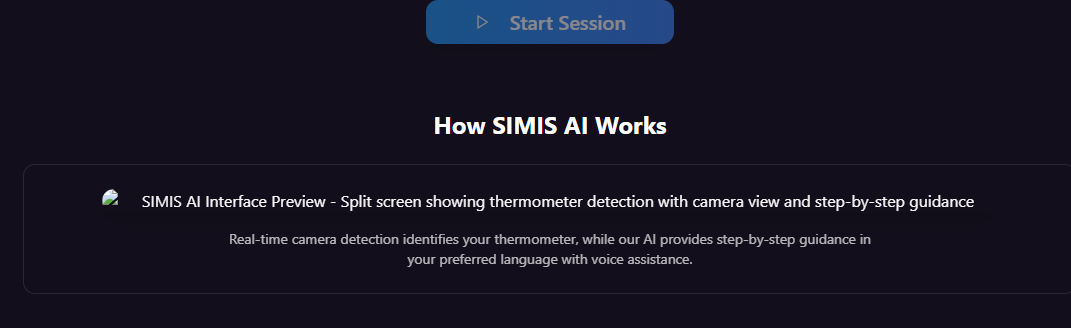 Start Session
How SIMIS AI Works
SIMIS AI Interface Preview - Split screen showing thermometer detection with camera view and step-by-step guidance
Real-time camera detection identifies your thermometer, while our AI provides step-by-step guidance in
your preferred language with voice assistance.